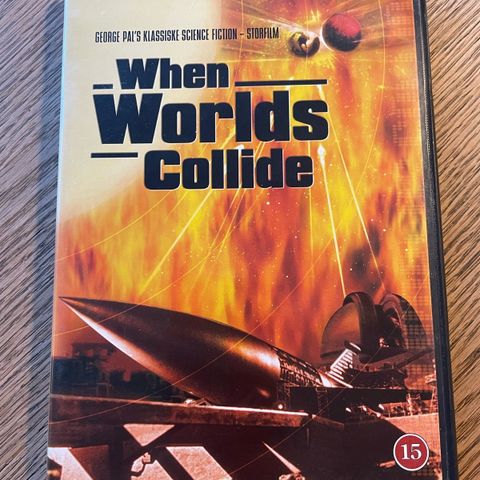 GEORGE PAL'S KLASSISKE SCIENCE FICTION - STORFILM
When
Worlds
Collide
15